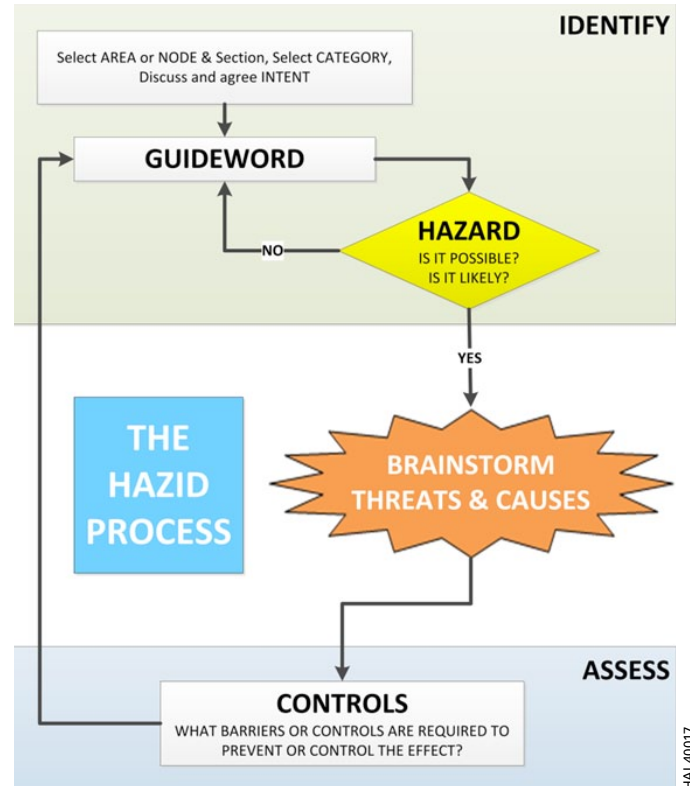 IDENTIFY
Select AREA or NODE & Section, Select CATEGORY,
Discuss and agree INTENT
GUIDEWORD
HAZARD
IS IT POSSIBLE?
IS IT LIKELY?
NO
YES
THE
HAZID
PROCESS
BRAINSTORM
THREATS & CAUSES
ASSESS
CONTROLS
WHAT BARRIERS OR CONTROLS ARE REQUIRED TO
PREVENT OR CONTROL THE EFFECT?
HAL40017